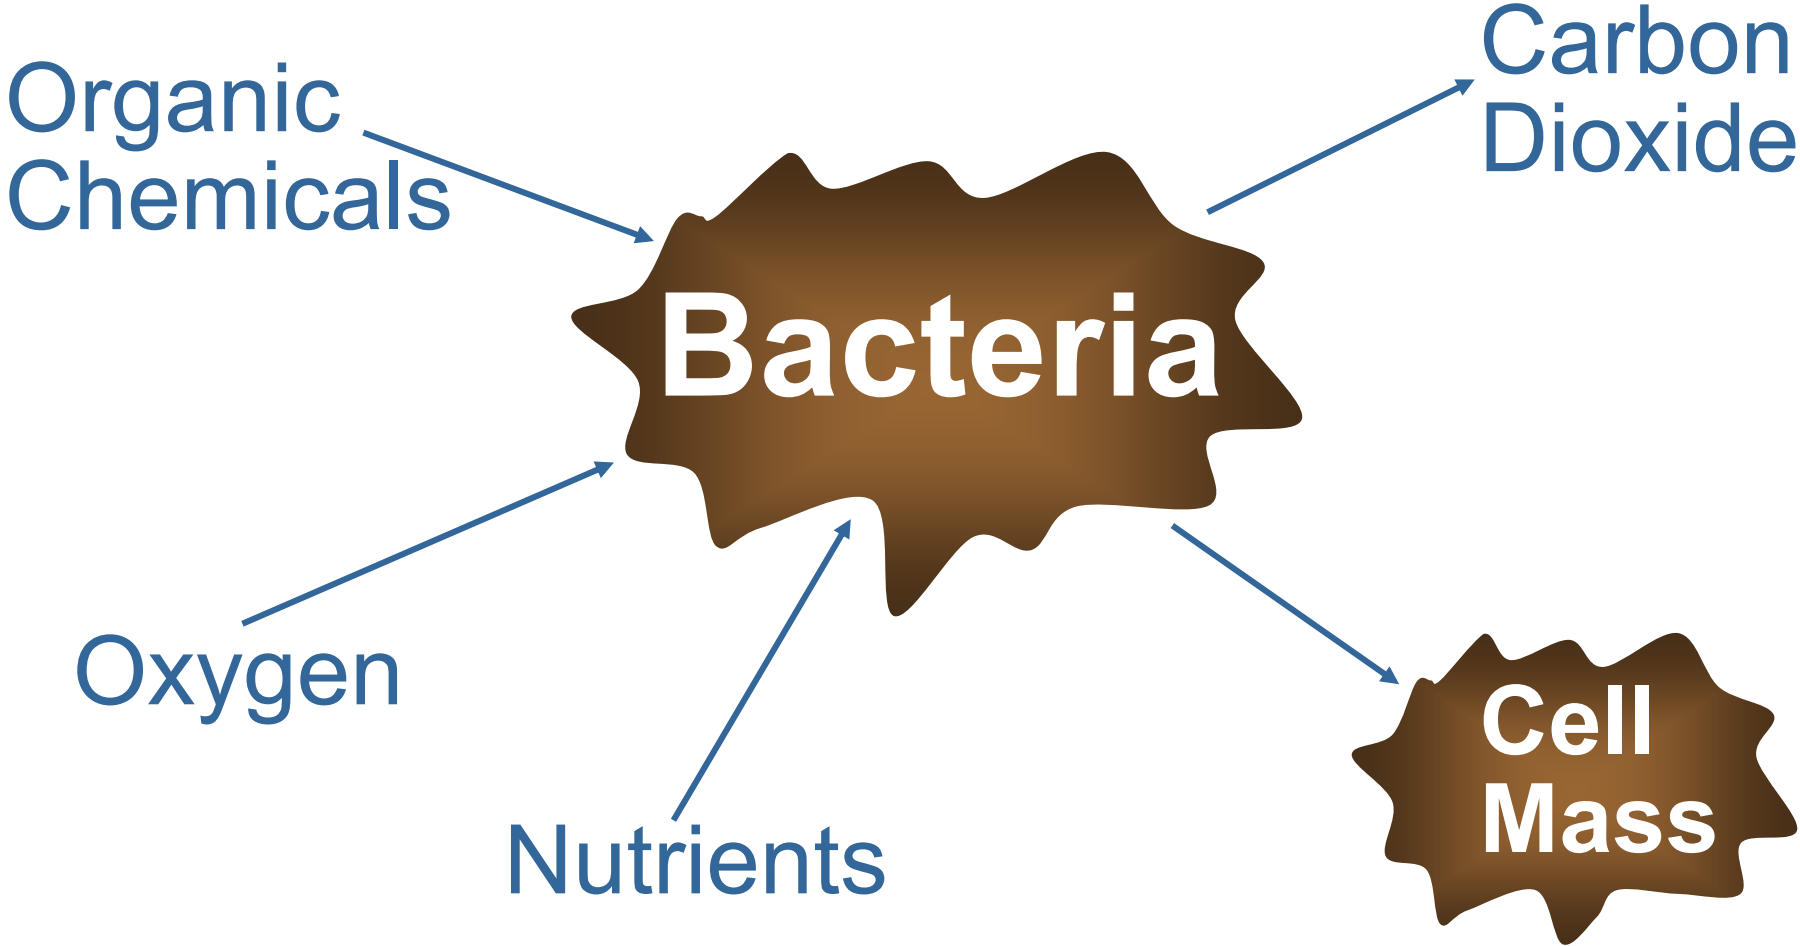 Organic
Chemicals
Carbon
Dioxide
Bacteria
Oxygen
Nutrients
Cell
Mass